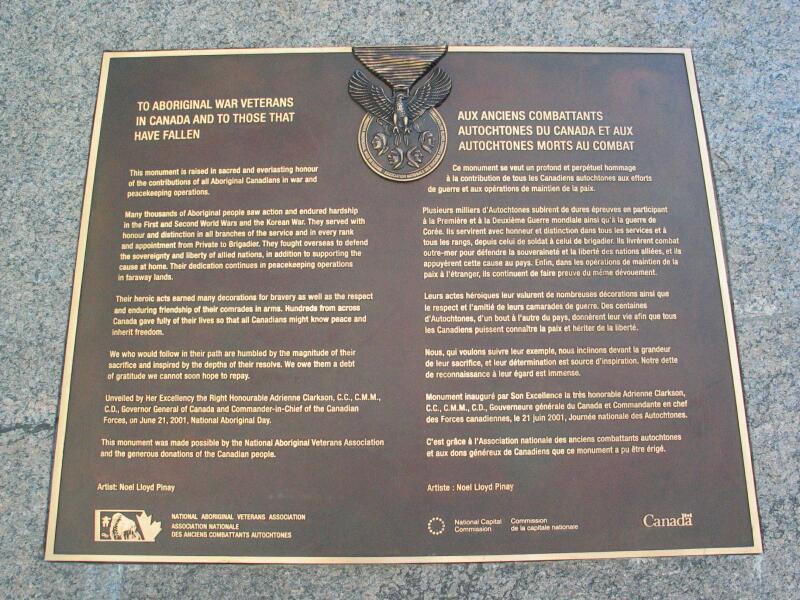 TO ABORIGINAL WAR VETERANS
IN CANADA AND TO THOSE THAT
HAVE FALLEN
This monument is raised in sacred and everlasting honour
of the contributions of all Aboriginal Canadians in war and
peacekeeping operations.
Many thousands of Aboriginal people saw action and endured hardship
in the First and Second World Wars and the Korean War. They served with
honour and distinction in all branches of the service and in every rank
and appointment from Private to Brigadier. They fought overseas to defend
the sovereignty and liberty of allied nations, in addition to supporting the
cause at home. Their dedication continues in peacekeeping operations
in faraway lands.
Their heroic acts earned many decorations for bravery as well as the respect
and enduring friendship of their comrades in arms. Hundreds from across
Canada gave fully of their lives so that all Canadians might know peace and
inherit freedom.
We who would follow in their path are humbled by the magnitude of their
sacrifice and inspired by the depths of their resolve. We owe them a debt
of gratitude we cannot soon hope to repay.
Unveiled by Her Excellency the Right Honourable Adrienne Clarkson, C.C., C.M.M.,
C.D., Governor General of Canada and Commander-in-Chief of the Canadian
Forces, on June 21, 2001, National Aboriginal Day.
This monument was made possible by the National Aboriginal Veterans Association
and the generous donations of the Canadian people.
Artist: Noel Lloyd Pinay
NATIONAL ABORIGINAL VETERANS ASSOCIATION
ASSOCIATION NATIONALE
DES ANCIENS COMBATTANTS AUTOCHTONES
AUX ANCIENS COMBATTANTS
AUTOCHTONES DU CANADA ET AUX
AUTOCHTONES MORTS AU COMBAT
Ce monument se veut un profond et perpétuel hommage
à la contribution de tous les Canadiens autochtones aux efforts
de guerre et aux opérations de maintien de la paix.
Plusieurs milliers d'Autochtones subirent de dures épreuves en participant
à la Première et à la Deuxième Guerre mondiale ainsi qu'à la guerre de
Corée. Ils servirent avec honneur et distinction dans tous les services et à
tous les rangs, depuis celui de soldat à celui de brigadier. Ils livrèrent combat
outre-mer pour défendre la souveraineté et la liberté des nations alliées, et ils
appuyèrent cette cause au pays. Enfin, dans les opérations de maintien de la
paix à l'étranger, ils continuent de faire preuve du même dévouement.
Leurs actes héroïques leur valurent de nombreuses décorations ainsi que
le respect et l'amitié de leurs camarades de guerre. Des centaines
d'Autochtones, d'un bout à l'autre du pays, donnèrent leur vie afin que tous
les Canadiens puissent connaître la paix et hériter de la liberté.
Nous, qui voulons suivre leur exemple, nous inclinons devant la grandeur
de leur sacrifice, et leur détermination est source d'inspiration. Notre dette
de reconnaissance à leur égard est immense.
Monument inauguré par Son Excellence la très honorable Adrienne Clarkson,
C.C., C.M.M., C.D., Gouverneure générale du Canada et Commandante en chef
des Forces canadiennes, le 21 juin 2001, Journée nationale des Autochtones.
C'est grâce à l'Association nationale des anciens combattants autochtones
et aux dons généreux de Canadiens que ce monument a pu être érigé.
Artiste : Noel Lloyd Pinay
National Capital Commission
Commission de la capitale nationale
Canada